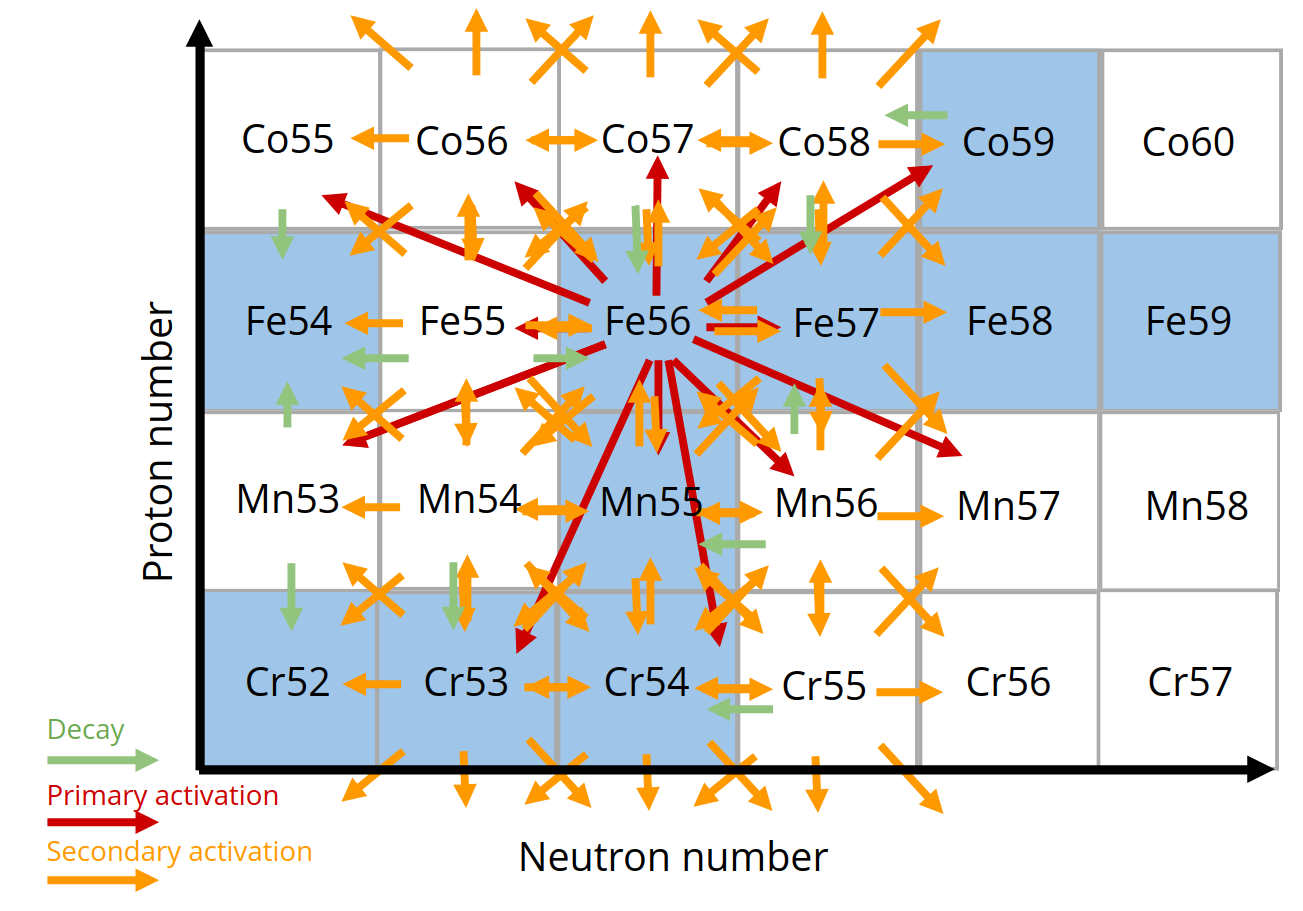 Co55 Co56 Co57 Co58 Co59 Co60
Fe54 Fe55 Fe56 Fe57 Fe58 Fe59
Mn53 Mn54 Mn55 Mn56 Mn57 Mn58
Cr52 Cr53 Cr54 Cr55 Cr56 Cr57
Proton number
Neutron number
Decay
Primary activation
Secondary activation